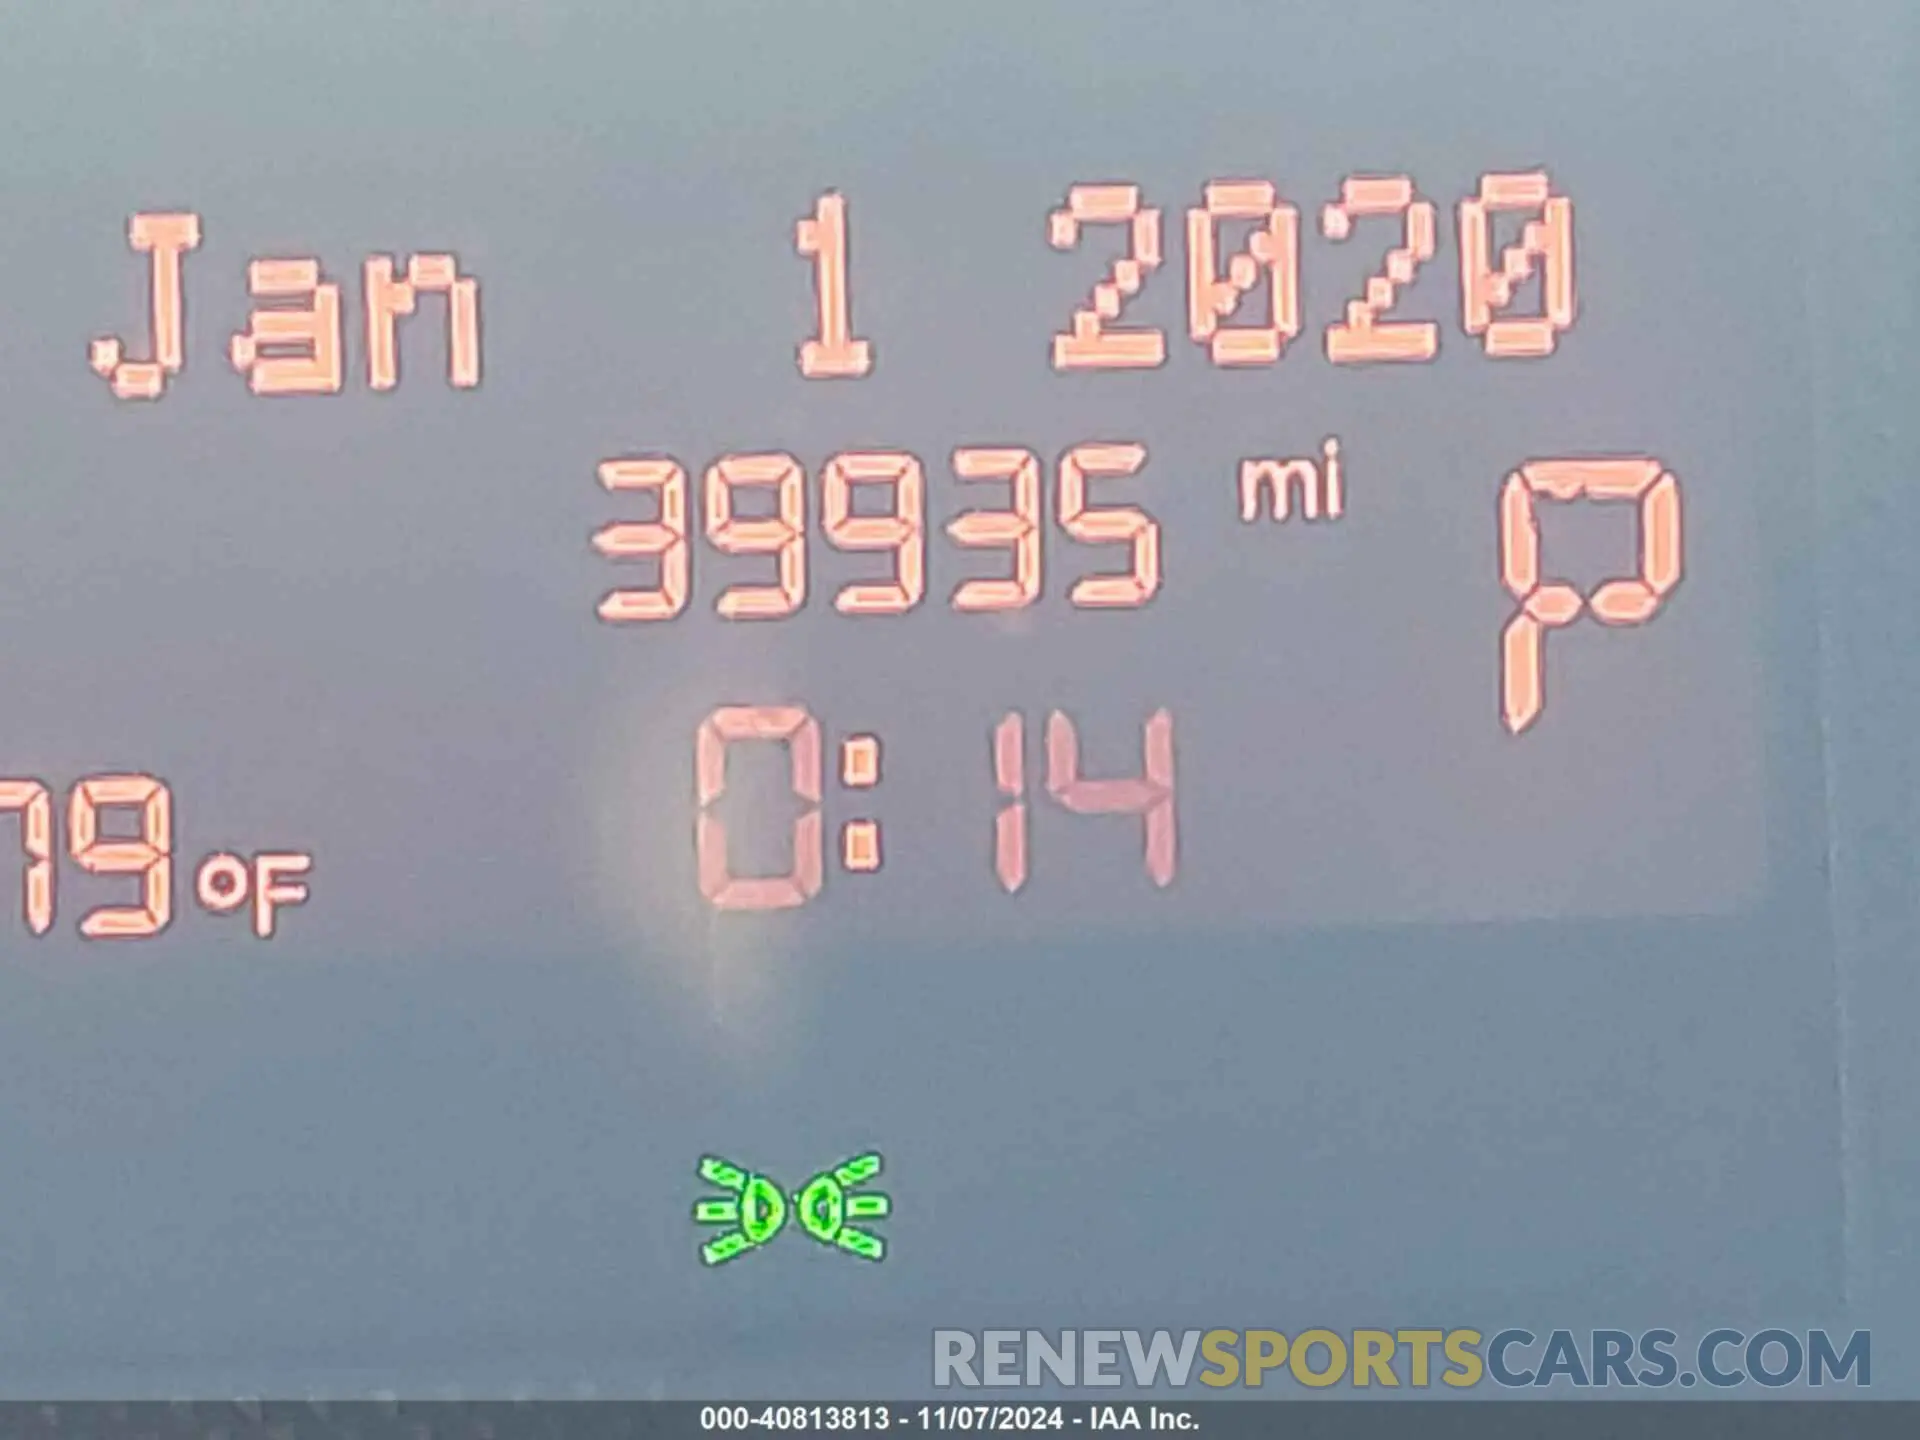 Jan 1 2020
39935 mi P
0:14
79°F
RENEWSPORTSCARS.COM
000-40813813 - 11/07/2024 - IAA Inc.